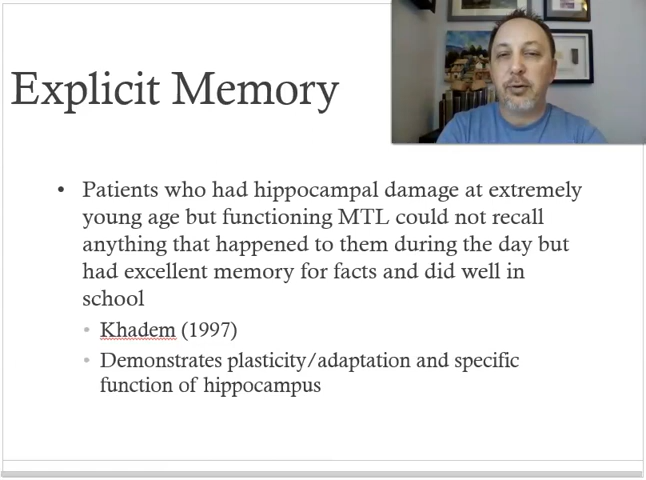 Explicit Memory
• Patients who had hippocampal damage at extremely
young age but functioning MTL could not recall
anything that happened to them during the day but
had excellent memory for facts and did well in
school
• Khadem (1997)
• Demonstrates plasticity/adaptation and specific
function of hippocampus